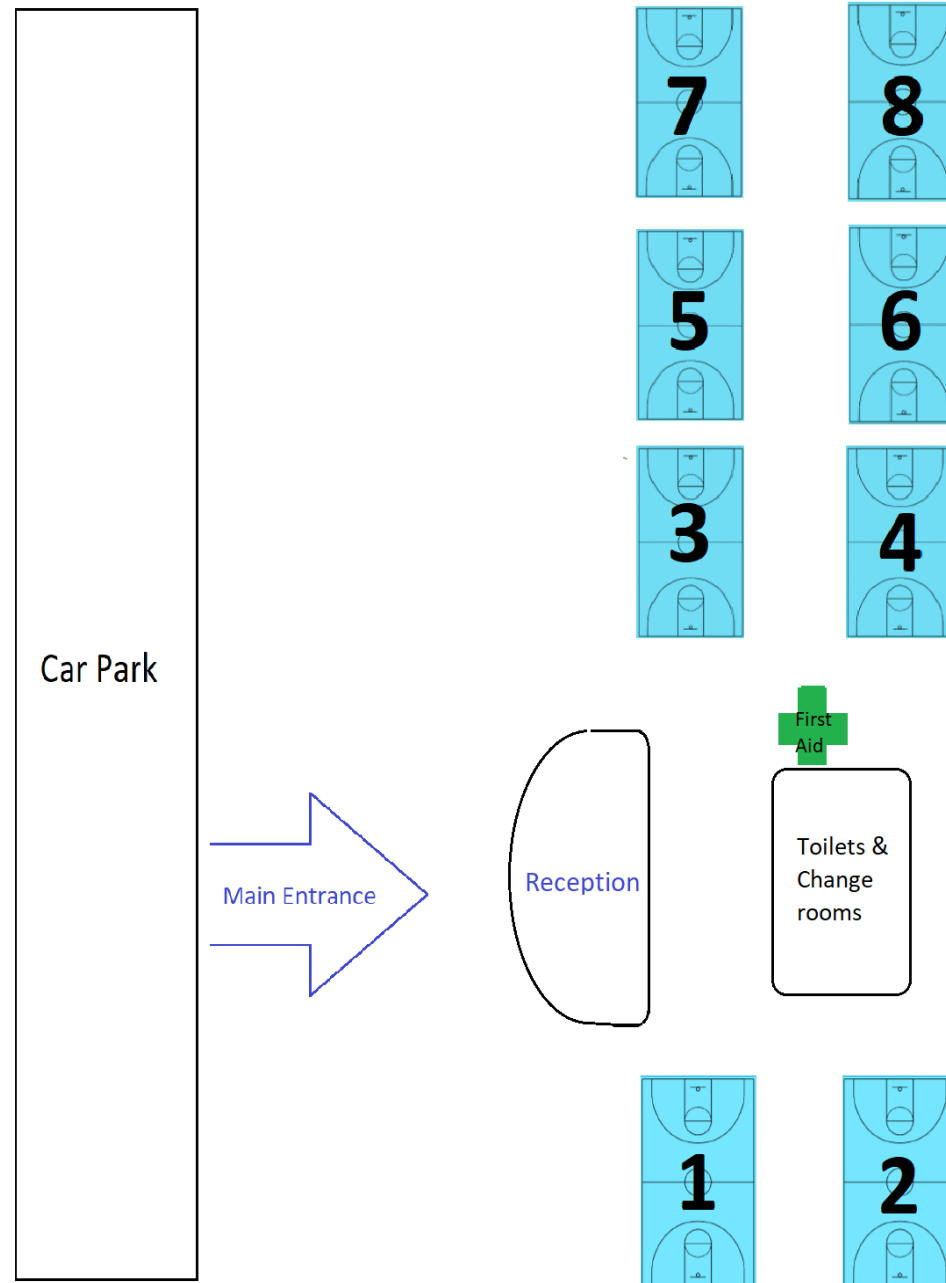 7
8
5
6
3
4
Car Park
First
Aid
Main Entrance
Reception
Toilets &
Change
rooms
1
2